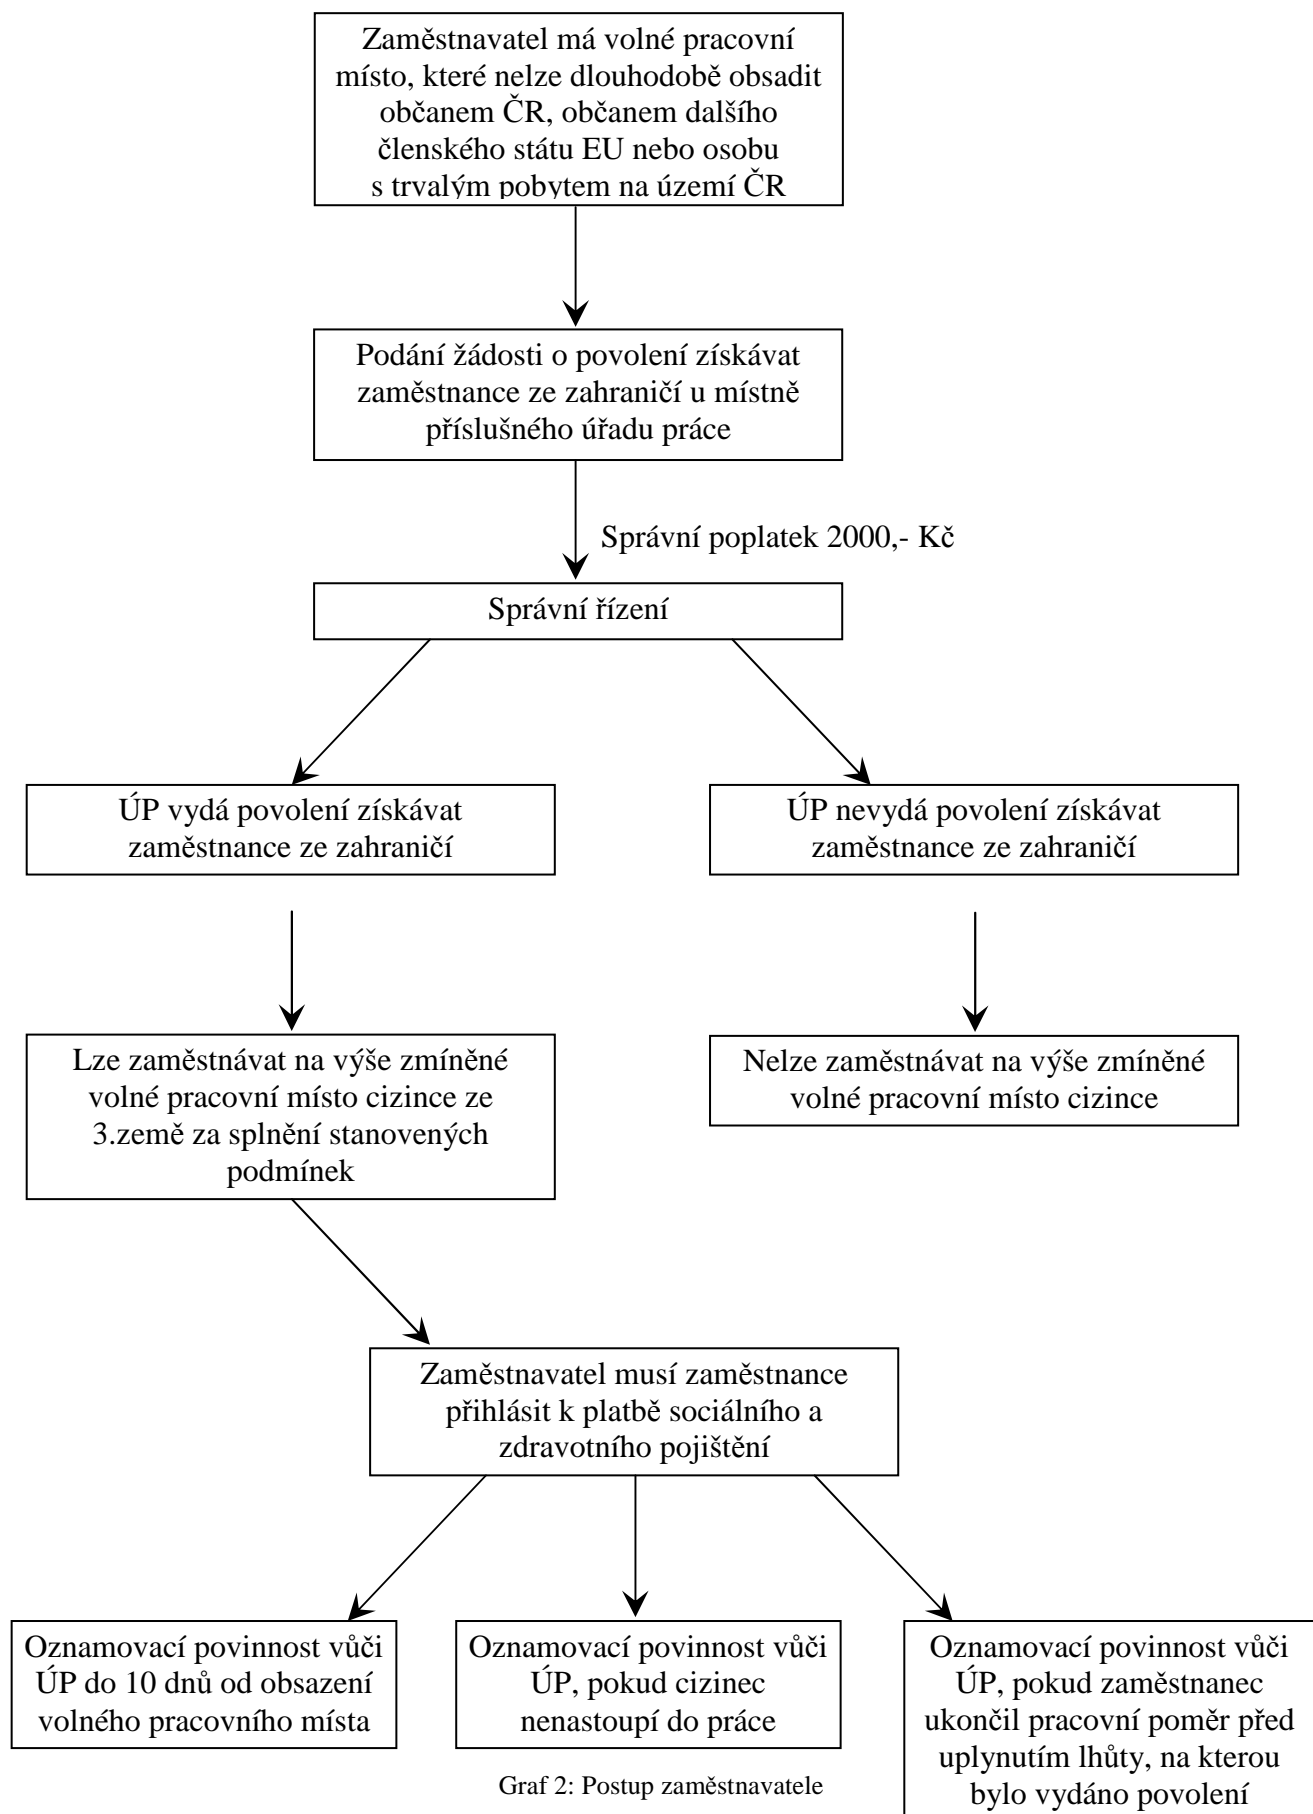 Zaměstnavatel má volné pracovní
místo, které nelze dlouhodobě obsadit
občanem ČR, občanem dalšího
členského státu EU nebo osobu
s trvalým pobytem na území ČR
Podání žádosti o povolení získávat
zaměstnance ze zahraničí u místně
příslušného úřadu práce
Správní poplatek 2000,- Kč
Správní řízení
ÚP vydá povolení získávat
zaměstnance ze zahraničí
ÚP nevydá povolení získávat
zaměstnance ze zahraničí
Lze zaměstnávat na výše zmíněné
volné pracovní místo cizince ze
3.země za splnění stanovených
podmínek
Nelze zaměstnávat na výše zmíněné
volné pracovní místo cizince
Zaměstnavatel musí zaměstnance
přihlásit k platbě sociálního a
zdravotního pojištění
Oznamovací povinnost vůči
ÚP do 10 dnů od obsazení
volného pracovního místa
Oznamovací povinnost vůči
ÚP, pokud cizinec
nenastoupí do práce
Oznamovací povinnost vůči
ÚP, pokud zaměstnanec
ukončil pracovní poměr před
uplynutím lhůty, na kterou
bylo vydáno povolení
Graf 2: Postup zaměstnavatele